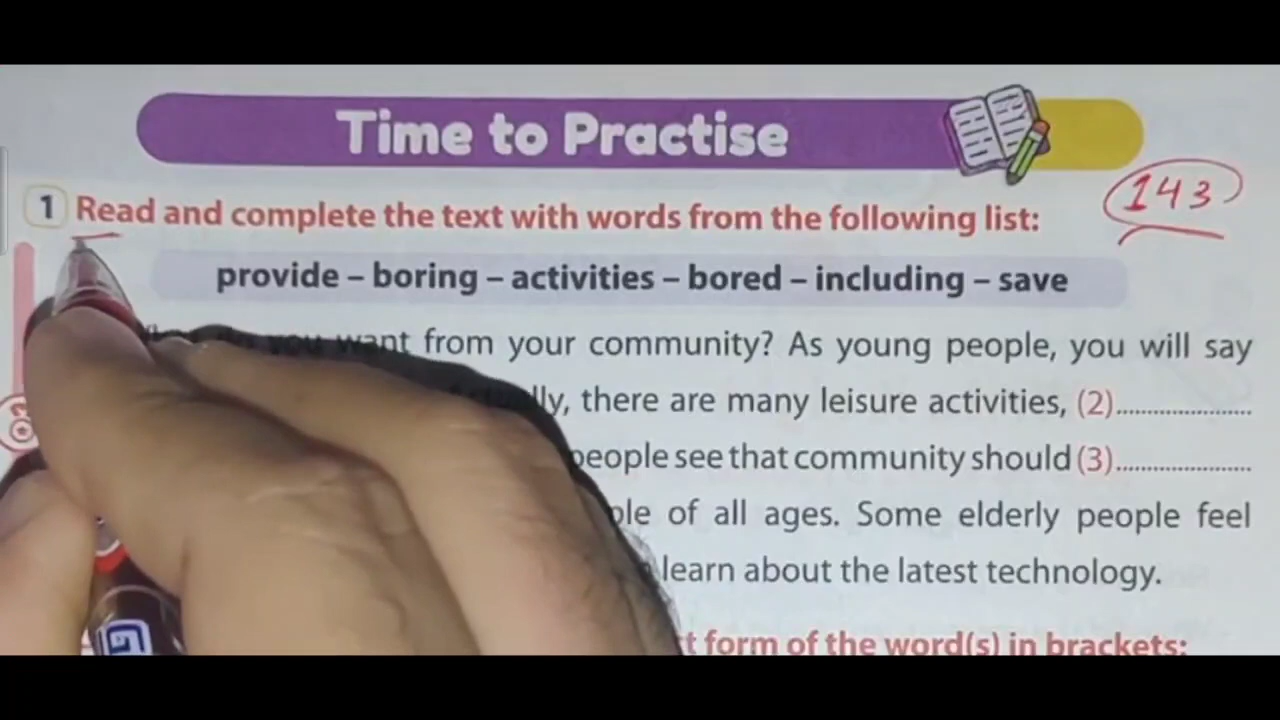 Time to Practise
143
1 Read and complete the text with words from the following list:
provide – boring – activities – bored – including – save
want from your community? As young people, you will say
there are many leisure activities, (2)....................
people see that community should (3)....................
of all ages. Some elderly people feel
learn about the latest technology.
form of the word(s) in brackets:
G